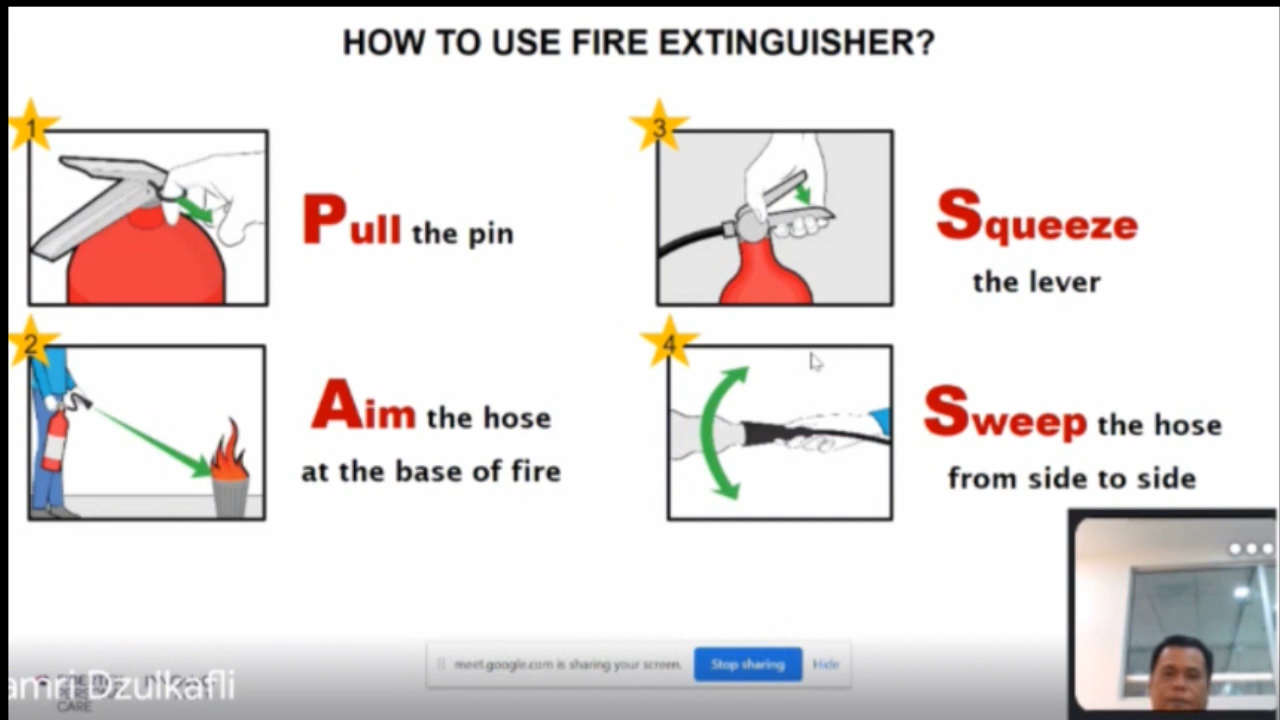 HOW TO USE FIRE EXTINGUISHER?
1
Pull the pin
2
Aim the hose
at the base of fire
3
Squeeze
the lever
4
Sweep the hose
from side to side
meet.google.com is sharing your screen.
Stop sharing
Hide
amri Dzulkafli
CARE